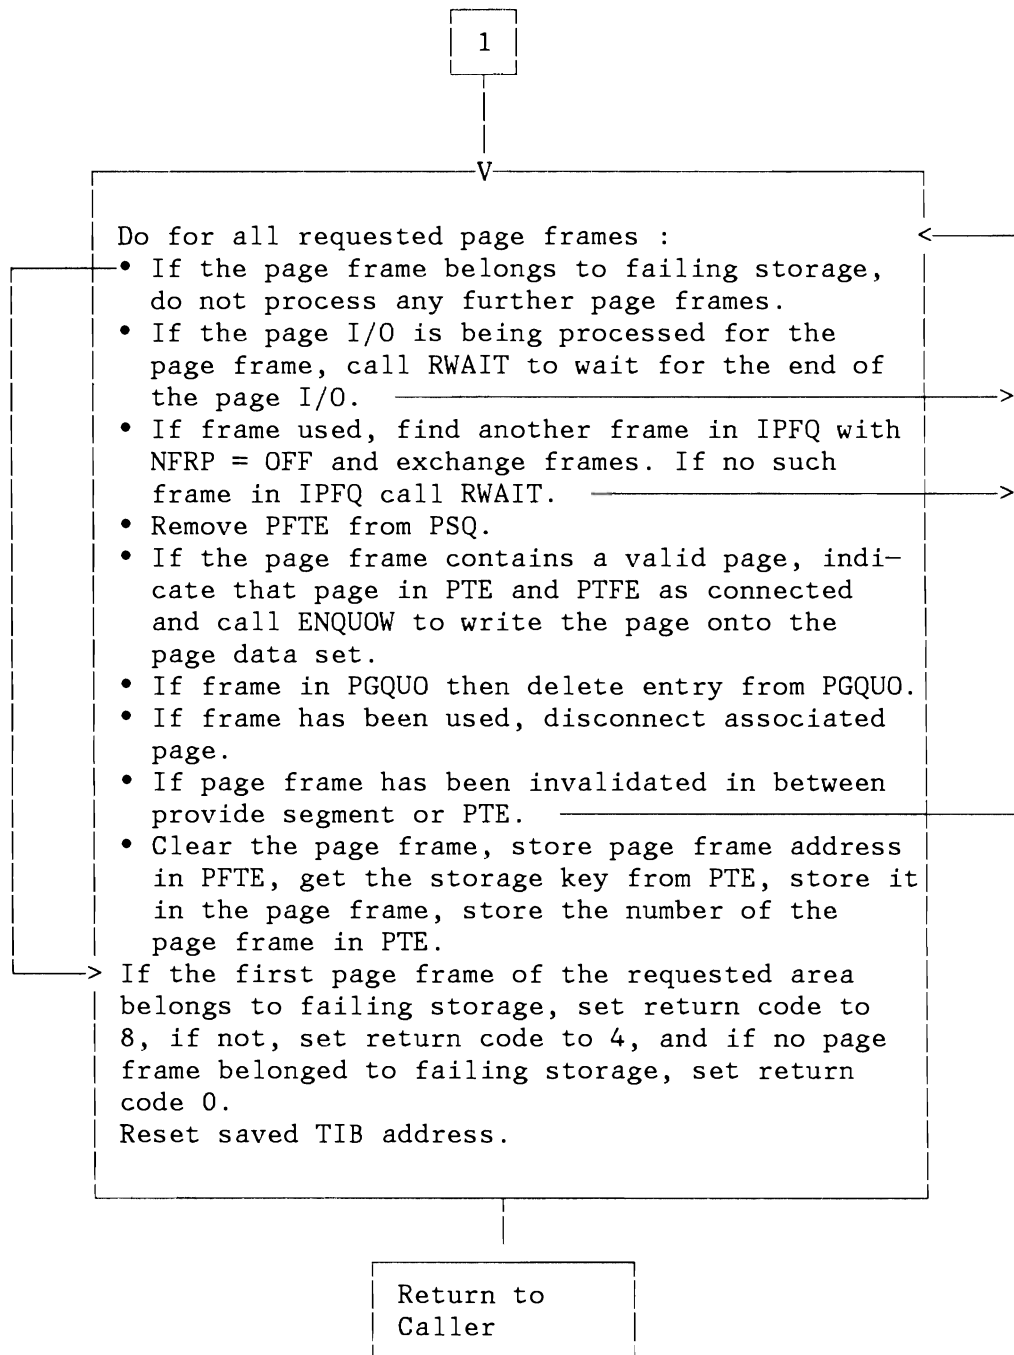 1
Do for all requested page frames :
• If the page frame belongs to failing storage,
do not process any further page frames.
• If the page I/O is being processed for the
page frame, call RWAIT to wait for the end of
the page I/O.
• If frame used, find another frame in IPFQ with
NFRP = OFF and exchange frames. If no such
frame in IPFQ call RWAIT.
• Remove PFTE from PSQ.
• If the page frame contains a valid page, indi-
cate that page in PTE and PTFE as connected
and call ENQUOW to write the page onto the
page data set.
• If frame in PGQUO then delete entry from PGQUO.
• If frame has been used, disconnect associated
page.
• If page frame has been invalidated in between
provide segment or PTE.
• Clear the page frame, store page frame address
in PFTE, get the storage key from PTE, store it
in the page frame, store the number of the
page frame in PTE.
If the first page frame of the requested area
belongs to failing storage, set return code to
8, if not, set return code to 4, and if no page
frame belonged to failing storage, set return
code 0.
Reset saved TIB address.
Return to
Caller